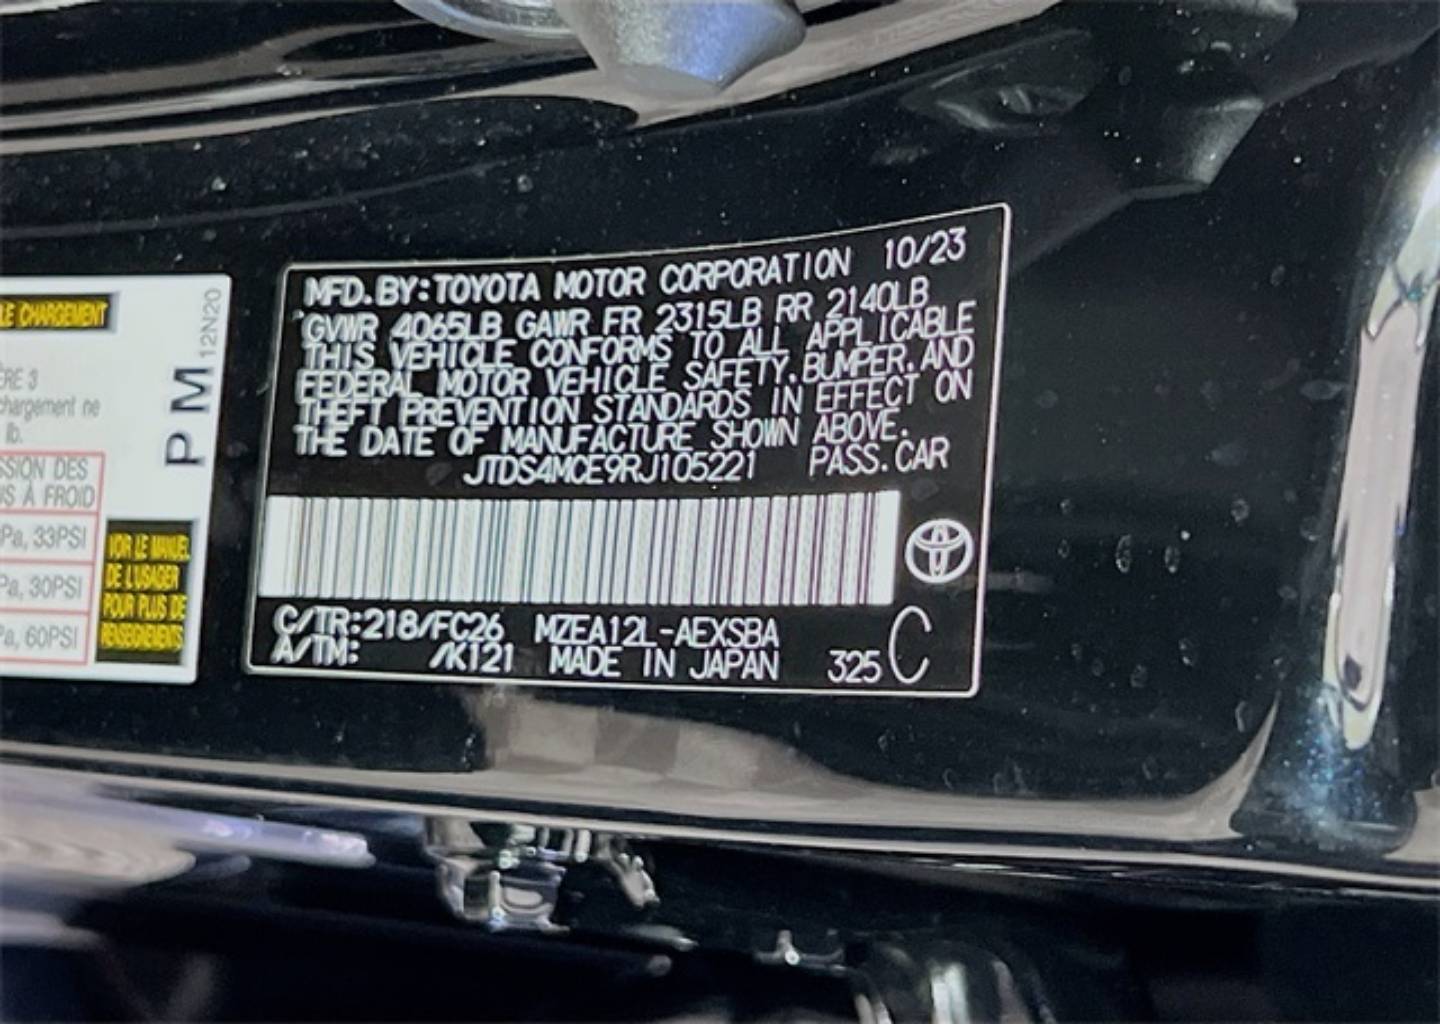 LE CHARGEMENT
12N20
ÈRE 3
chargement ne
lb.
PM
SSION DES
S À FROID
Pa, 33PSI
Pa, 30PSI
Pa, 60PSI
VOIR LE MANUEL
DE L'USAGER
POUR PLUS DE
RENSEIGNEMENTS
MFD. BY: TOYOTA MOTOR CORPORATION 10/23
GVWR 4065LB GAWR FR 2315LB RR 2140LB
THIS VEHICLE CONFORMS TO ALL APPLICABLE
FEDERAL MOTOR VEHICLE SAFETY, BUMPER, AND
THEFT PREVENTION STANDARDS IN EFFECT ON
THE DATE OF MANUFACTURE SHOWN ABOVE.
JTDS4MCE9RJ105221 PASS. CAR
C/TR: 218/FC26 MZEA12L-AEXSBA
A/TM: /K121 MADE IN JAPAN 325 C